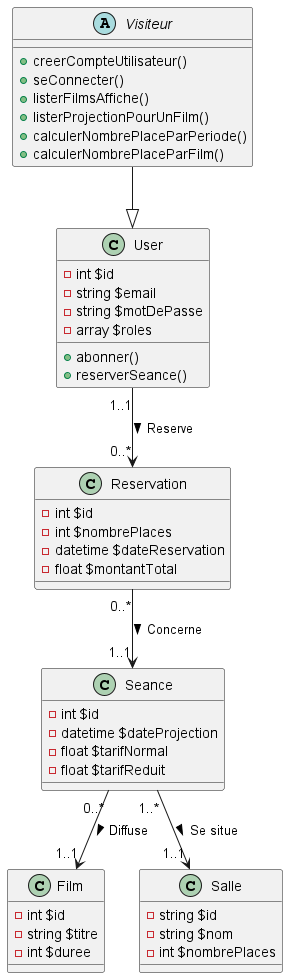 A Visiteur
creerCompteUtilisateur()
seConnecter()
listerFilmsAffiche()
listerProjectionPourUnFilm()
calculerNombrePlaceParPeriode()
calculerNombrePlaceParFilm()
C User
int $id
string $email
string $motDePasse
array $roles
abonner()
reserverSeance()
1..1
Reserve
0..*
C Reservation
int $id
int $nombrePlaces
datetime $dateReservation
float $montantTotal
0..*
Concerne
1..1
C Seance
int $id
datetime $dateProjection
float $tarifNormal
float $tarifReduit
0..* 1..*
Diffuse Se situe
1..1 1..1
C Film C Salle
int $id string $id
string $titre string $nom
int $duree int $nombrePlaces